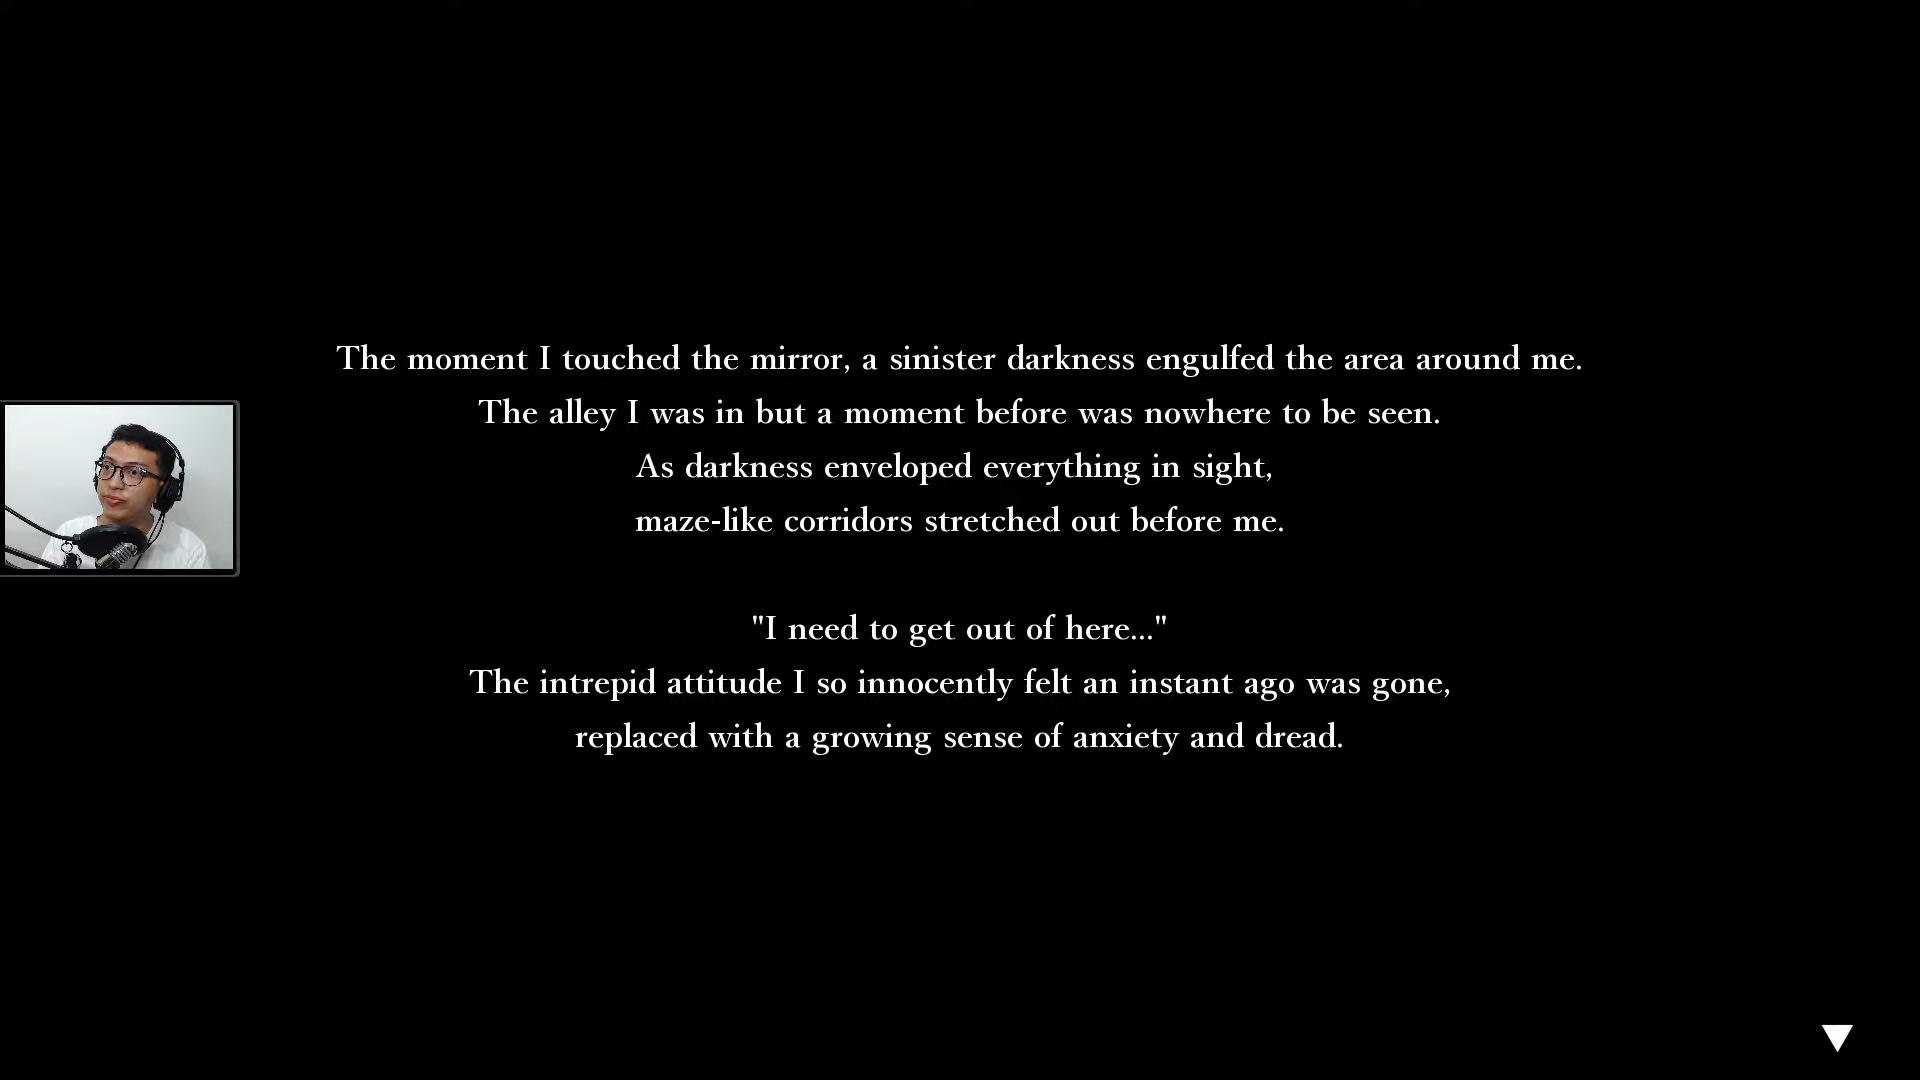 The moment I touched the mirror, a sinister darkness engulfed the area around me.
The alley I was in but a moment before was nowhere to be seen.
As darkness enveloped everything in sight,
maze-like corridors stretched out before me.
"I need to get out of here..."
The intrepid attitude I so innocently felt an instant ago was gone,
replaced with a growing sense of anxiety and dread.